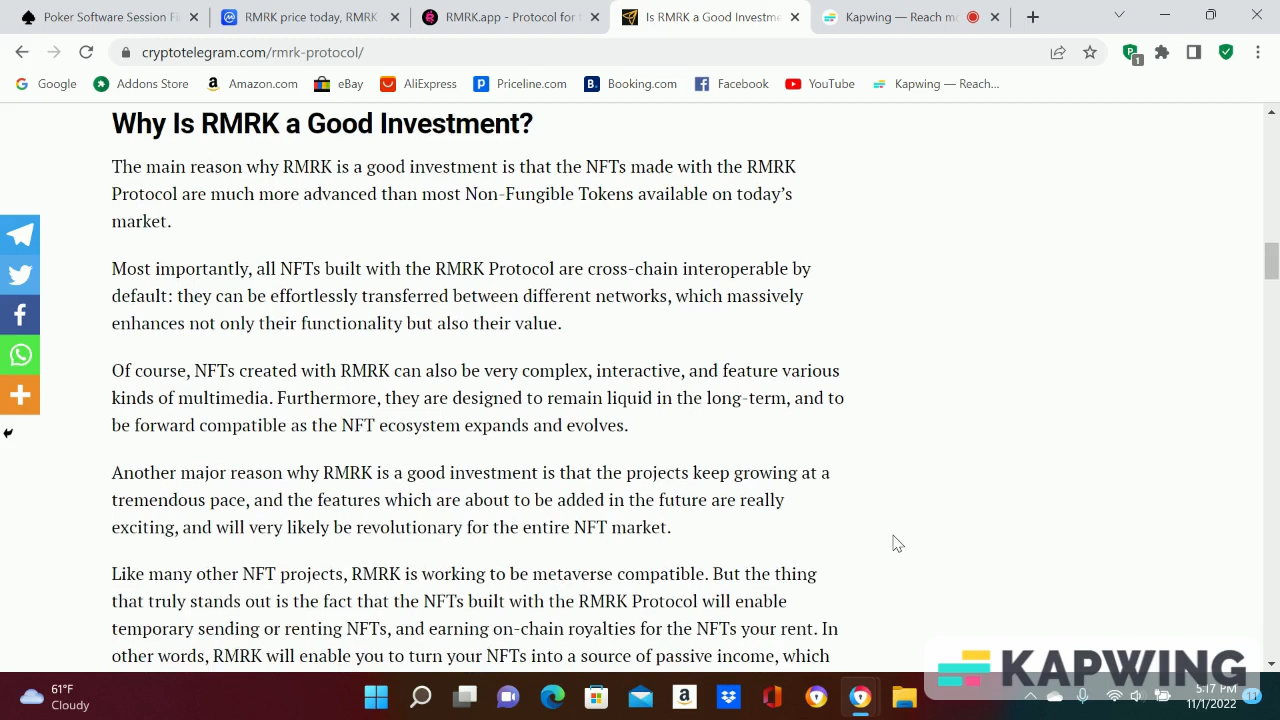 Poker Software Session Fi
RMRK price today, RMRK
RMRK.app - Protocol for t
Is RMRK a Good Investme
Kapwing — Reach mo
cryptotelegram.com/rmrk-protocol/
1
Google
Addons Store
Amazon.com
eBay
AliExpress
Priceline.com
Booking.com
Facebook
YouTube
Kapwing — Reach...
Why Is RMRK a Good Investment?
The main reason why RMRK is a good investment is that the NFTs made with the RMRK
Protocol are much more advanced than most Non-Fungible Tokens available on today’s
market.
Most importantly, all NFTs built with the RMRK Protocol are cross-chain interoperable by
default: they can be effortlessly transferred between different networks, which massively
enhances not only their functionality but also their value.
Of course, NFTs created with RMRK can also be very complex, interactive, and feature various
kinds of multimedia. Furthermore, they are designed to remain liquid in the long-term, and to
be forward compatible as the NFT ecosystem expands and evolves.
Another major reason why RMRK is a good investment is that the projects keep growing at a
tremendous pace, and the features which are about to be added in the future are really
exciting, and will very likely be revolutionary for the entire NFT market.
Like many other NFT projects, RMRK is working to be metaverse compatible. But the thing
that truly stands out is the fact that the NFTs built with the RMRK Protocol will enable
temporary sending or renting NFTs, and earning on-chain royalties for the NFTs your rent. In
other words, RMRK will enable you to turn your NFTs into a source of passive income, which
KAPWING
61°F
Cloudy
5:17 PM
11/1/2022